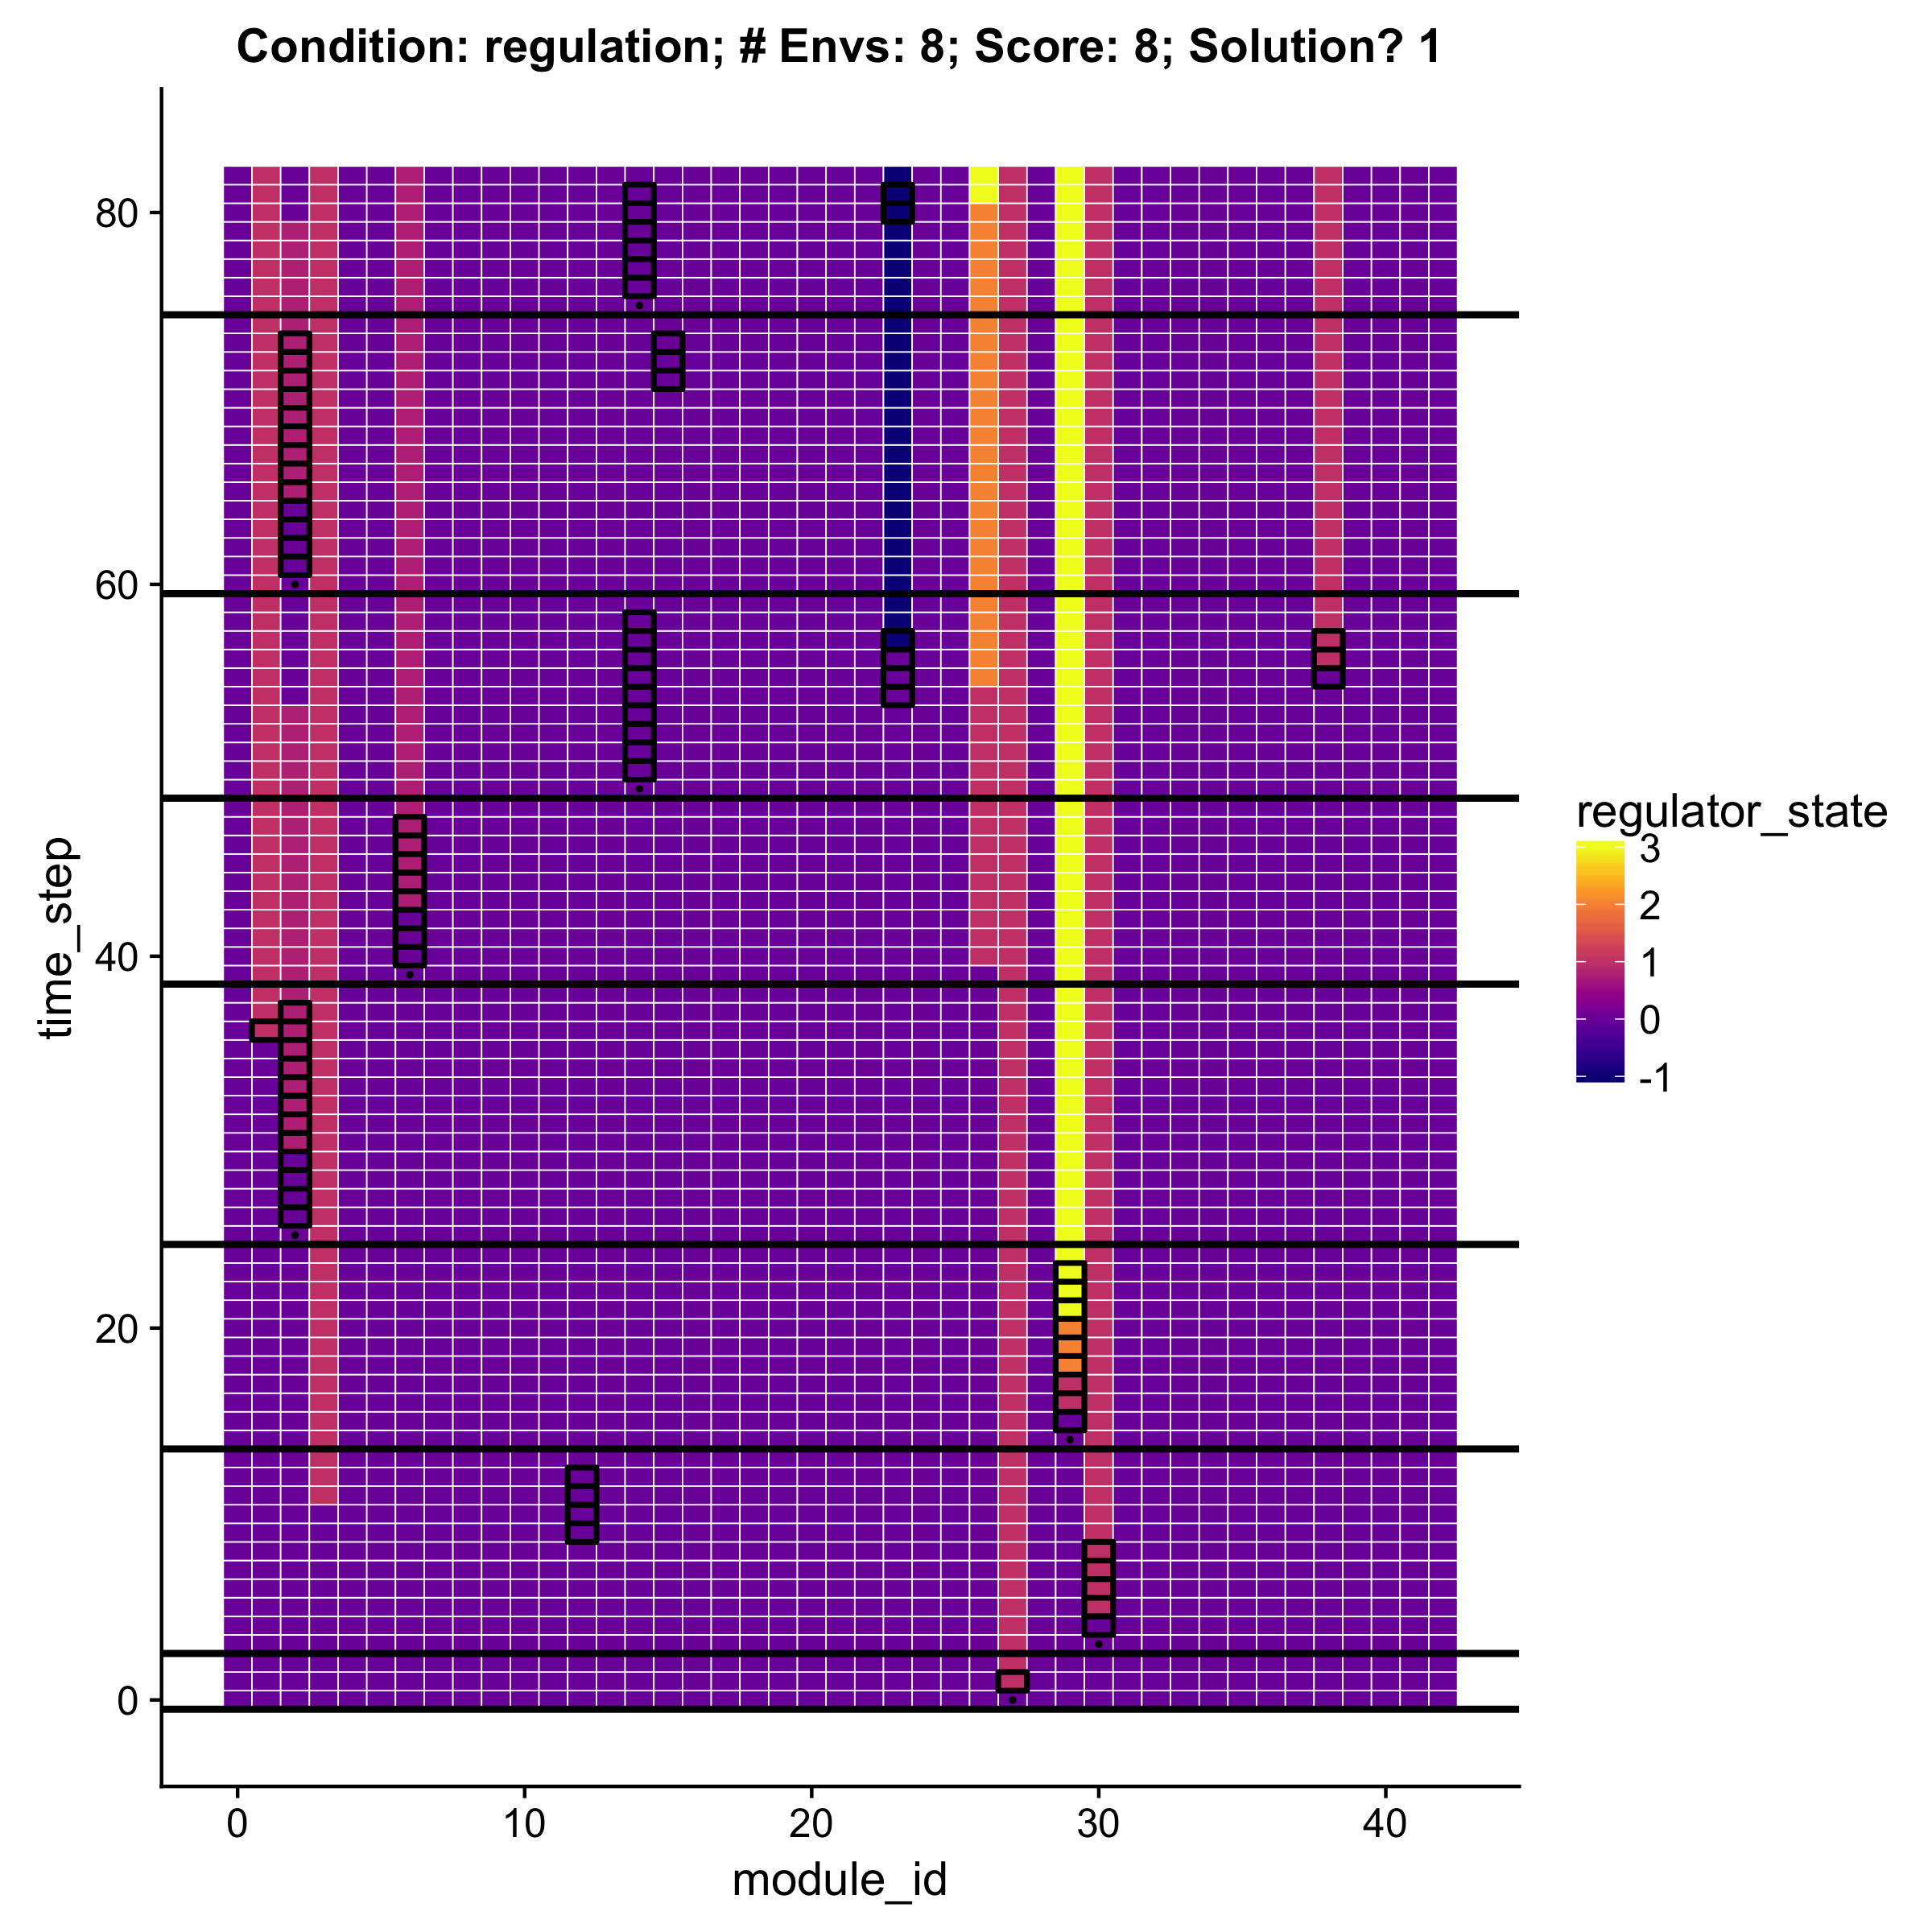 Condition: regulation; # Envs: 8; Score: 8; Solution? 1
time_step
80
60
40
20
0
0 10 20 30 40
module_id
regulator_state
3
2
1
0
-1